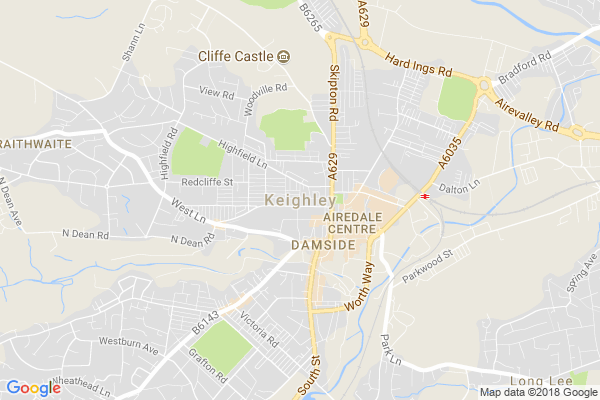 B6265
A629
Cliffe Castle
Hard Ings Rd
Bradford Rd
Shann Ln
View Rd
Woodville Rd
Skipton Rd
Airevalley Rd
RAITHWAITE
Highfield Rd
Highfield Ln
A629
A6035
Redcliffe St
Dalton Ln
N Dean Ave
West Ln
Keighley
AIREDALE
CENTRE
N Dean Rd
N Dean Rd
DAMSIDE
Parkwood St
Spring Ave
Worth Way
B6143
Victoria Rd
Westburn Ave
Grafton Rd
Park Ln
South St
Wheathead Ln
Long Lee
Google
Map data ©2018 Google